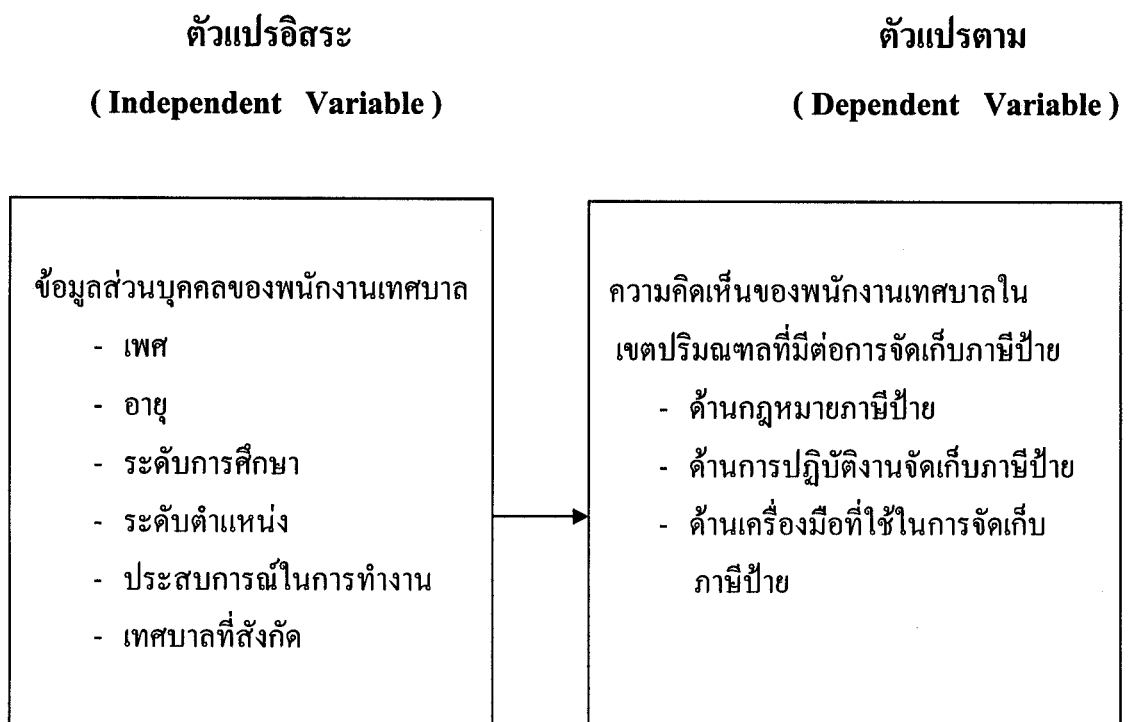 ตัวแปรอิสระ
( Independent Variable )
ตัวแปรตาม
( Dependent Variable )
ข้อมูลส่วนบุคคลของพนักงานเทศบาล
- เพศ
- อายุ
- ระดับการศึกษา
- ระดับตำแหน่ง
- ประสบการณ์ในการทำงาน
- เทศบาลที่สังกัด
ความคิดเห็นของพนักงานเทศบาลใน
เขตปริมณฑลที่มีต่อการจัดเก็บภาษีป้าย
- ด้านกฎหมายภาษีป้าย
- ด้านการปฏิบัติงานจัดเก็บภาษีป้าย
- ด้านเครื่องมือที่ใช้ในการจัดเก็บ
ภาษีป้าย